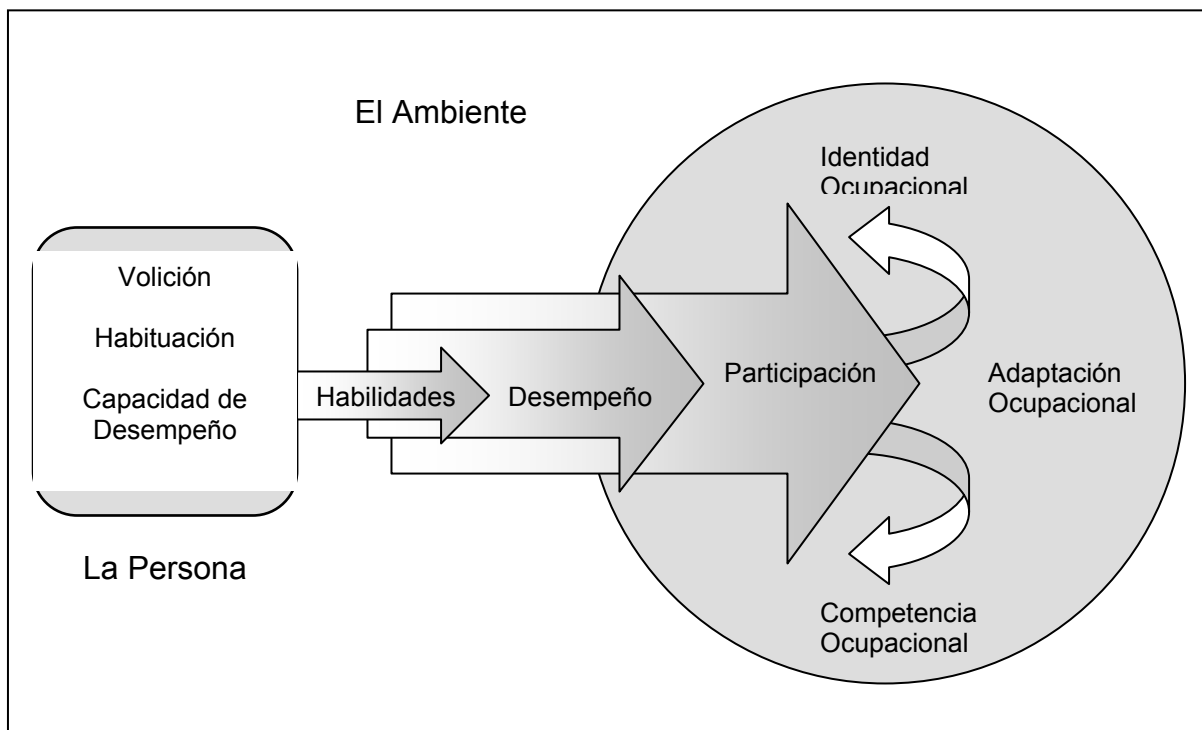 El Ambiente
Volición
Habituación
Capacidad de
Desempeño
La Persona
Habilidades
Desempeño
Participación
Identidad
Ocupacional
Adaptación
Ocupacional
Competencia
Ocupacional